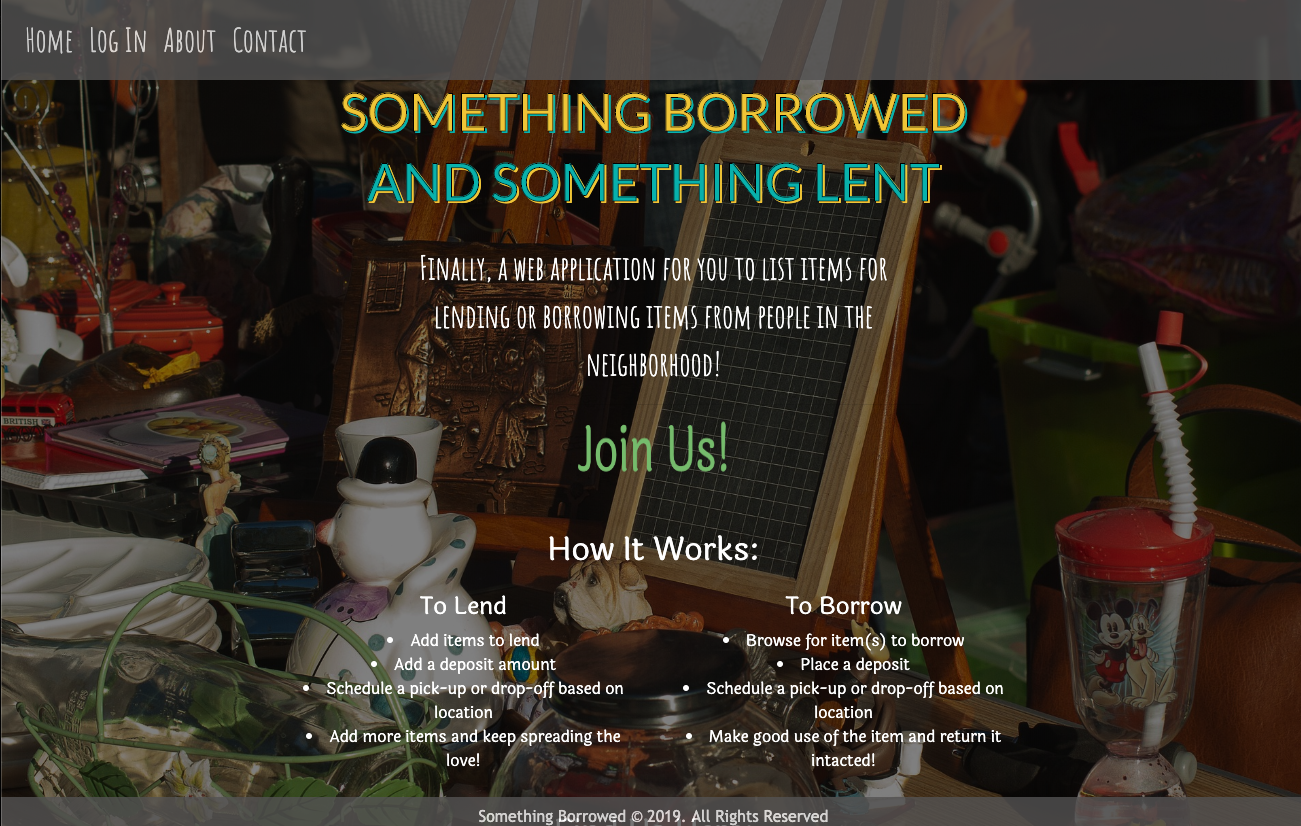 Home Log In About Contact
SOMETHING BORROWED
AND SOMETHING LENT
Finally, a web application for you to list items for
lending or borrowing items from people in the
neighborhood!
Join Us!
How It Works:
To Lend
• Add items to lend
• Add a deposit amount
• Schedule a pick-up or drop-off based on
location
• Add more items and keep spreading the
love!
To Borrow
• Browse for item(s) to borrow
• Place a deposit
• Schedule a pick-up or drop-off based on
location
• Make good use of the item and return it
intacted!
BRITISH
Something Borrowed © 2019. All Rights Reserved